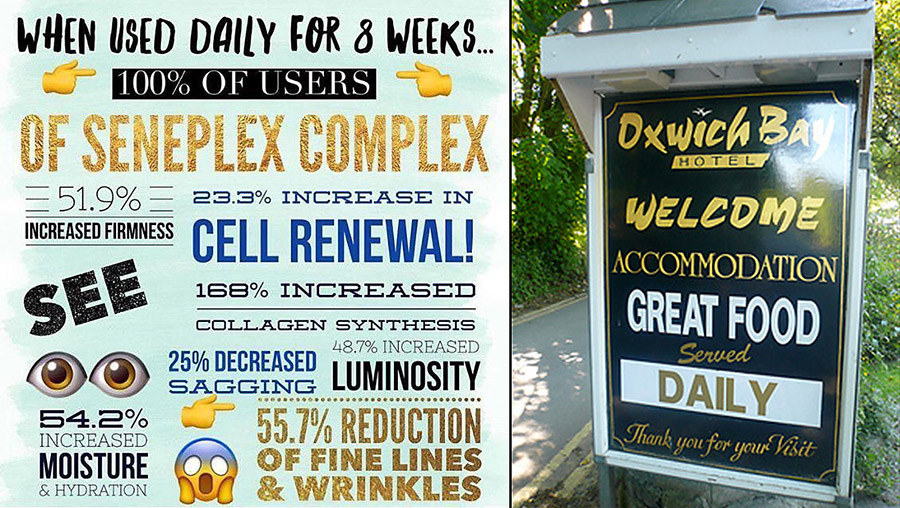 WHEN USED DAILY FOR 8 WEEKS...
100% OF USERS
OF SENEPLEX COMPLEX
51.9%
INCREASED FIRMNESS
23.3% INCREASE IN
CELL RENEWAL!
SEE
168% INCREASED
COLLAGEN SYNTHESIS
25% DECREASED
SAGGING
48.7% INCREASED
LUMINOSITY
54.2%
INCREASED
MOISTURE
& HYDRATION
55.7% REDUCTION
OF FINE LINES
& WRINKLES
Oxwich Bay
HOTEL
WELCOME
ACCOMMODATION
GREAT FOOD
Served
DAILY
Thank you for your Visit